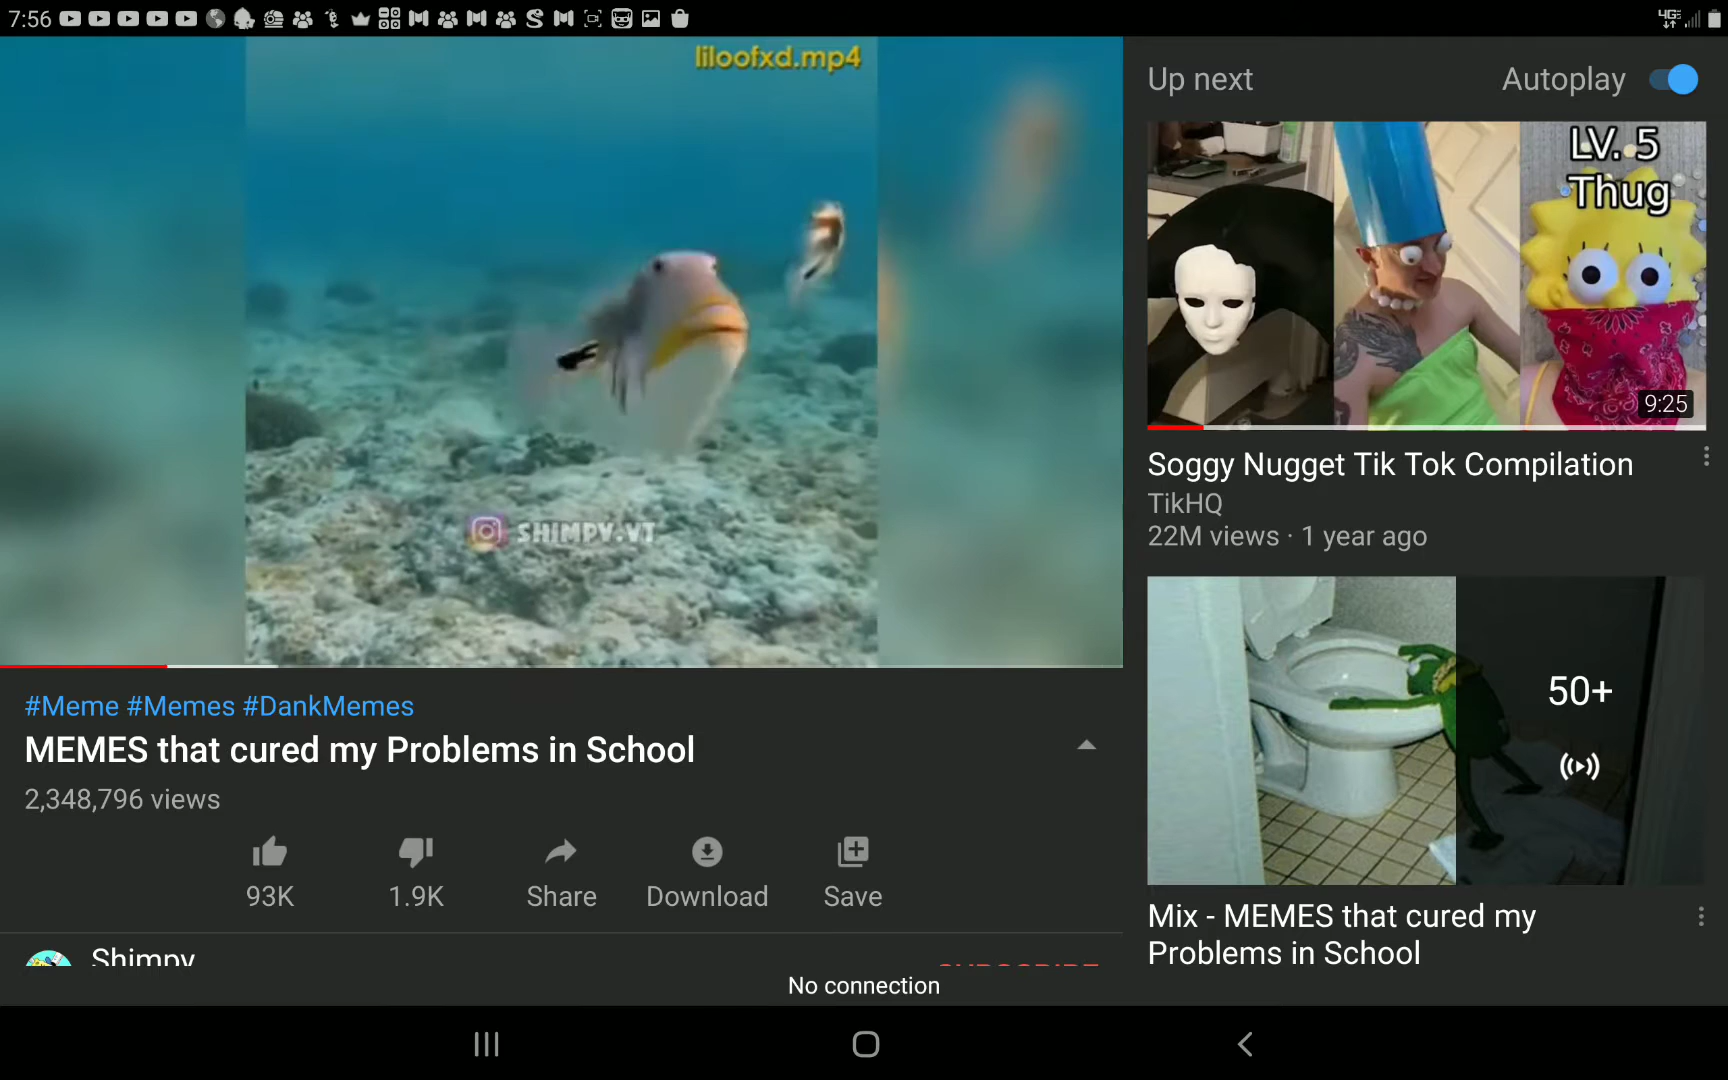 7:56
4G
liloofxd.mp4
SHIMPY.VT
#Meme #Memes #DankMemes
MEMES that cured my Problems in School
2,348,796 views
93K
1.9K
Share
Download
Save
Shimpy
SUBSCRIBE
No connection
Up next
Autoplay
LV. 5
Thug
9:25
Soggy Nugget Tik Tok Compilation
TikHQ
22M views · 1 year ago
50+
Mix - MEMES that cured my
Problems in School